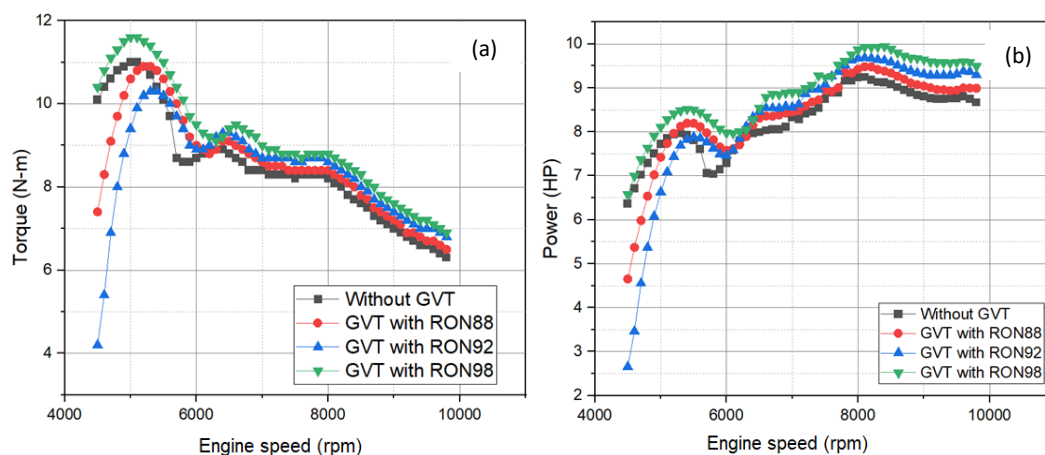 (a)
Torque (N-m)
12
10
8
6
4
4000
6000
8000
10000
Engine speed (rpm)
Without GVT
GVT with RON88
GVT with RON92
GVT with RON98
(b)
Power (HP)
10
9
8
7
6
5
4
3
2
4000
6000
8000
10000
Engine speed (rpm)
Without GVT
GVT with RON88
GVT with RON92
GVT with RON98